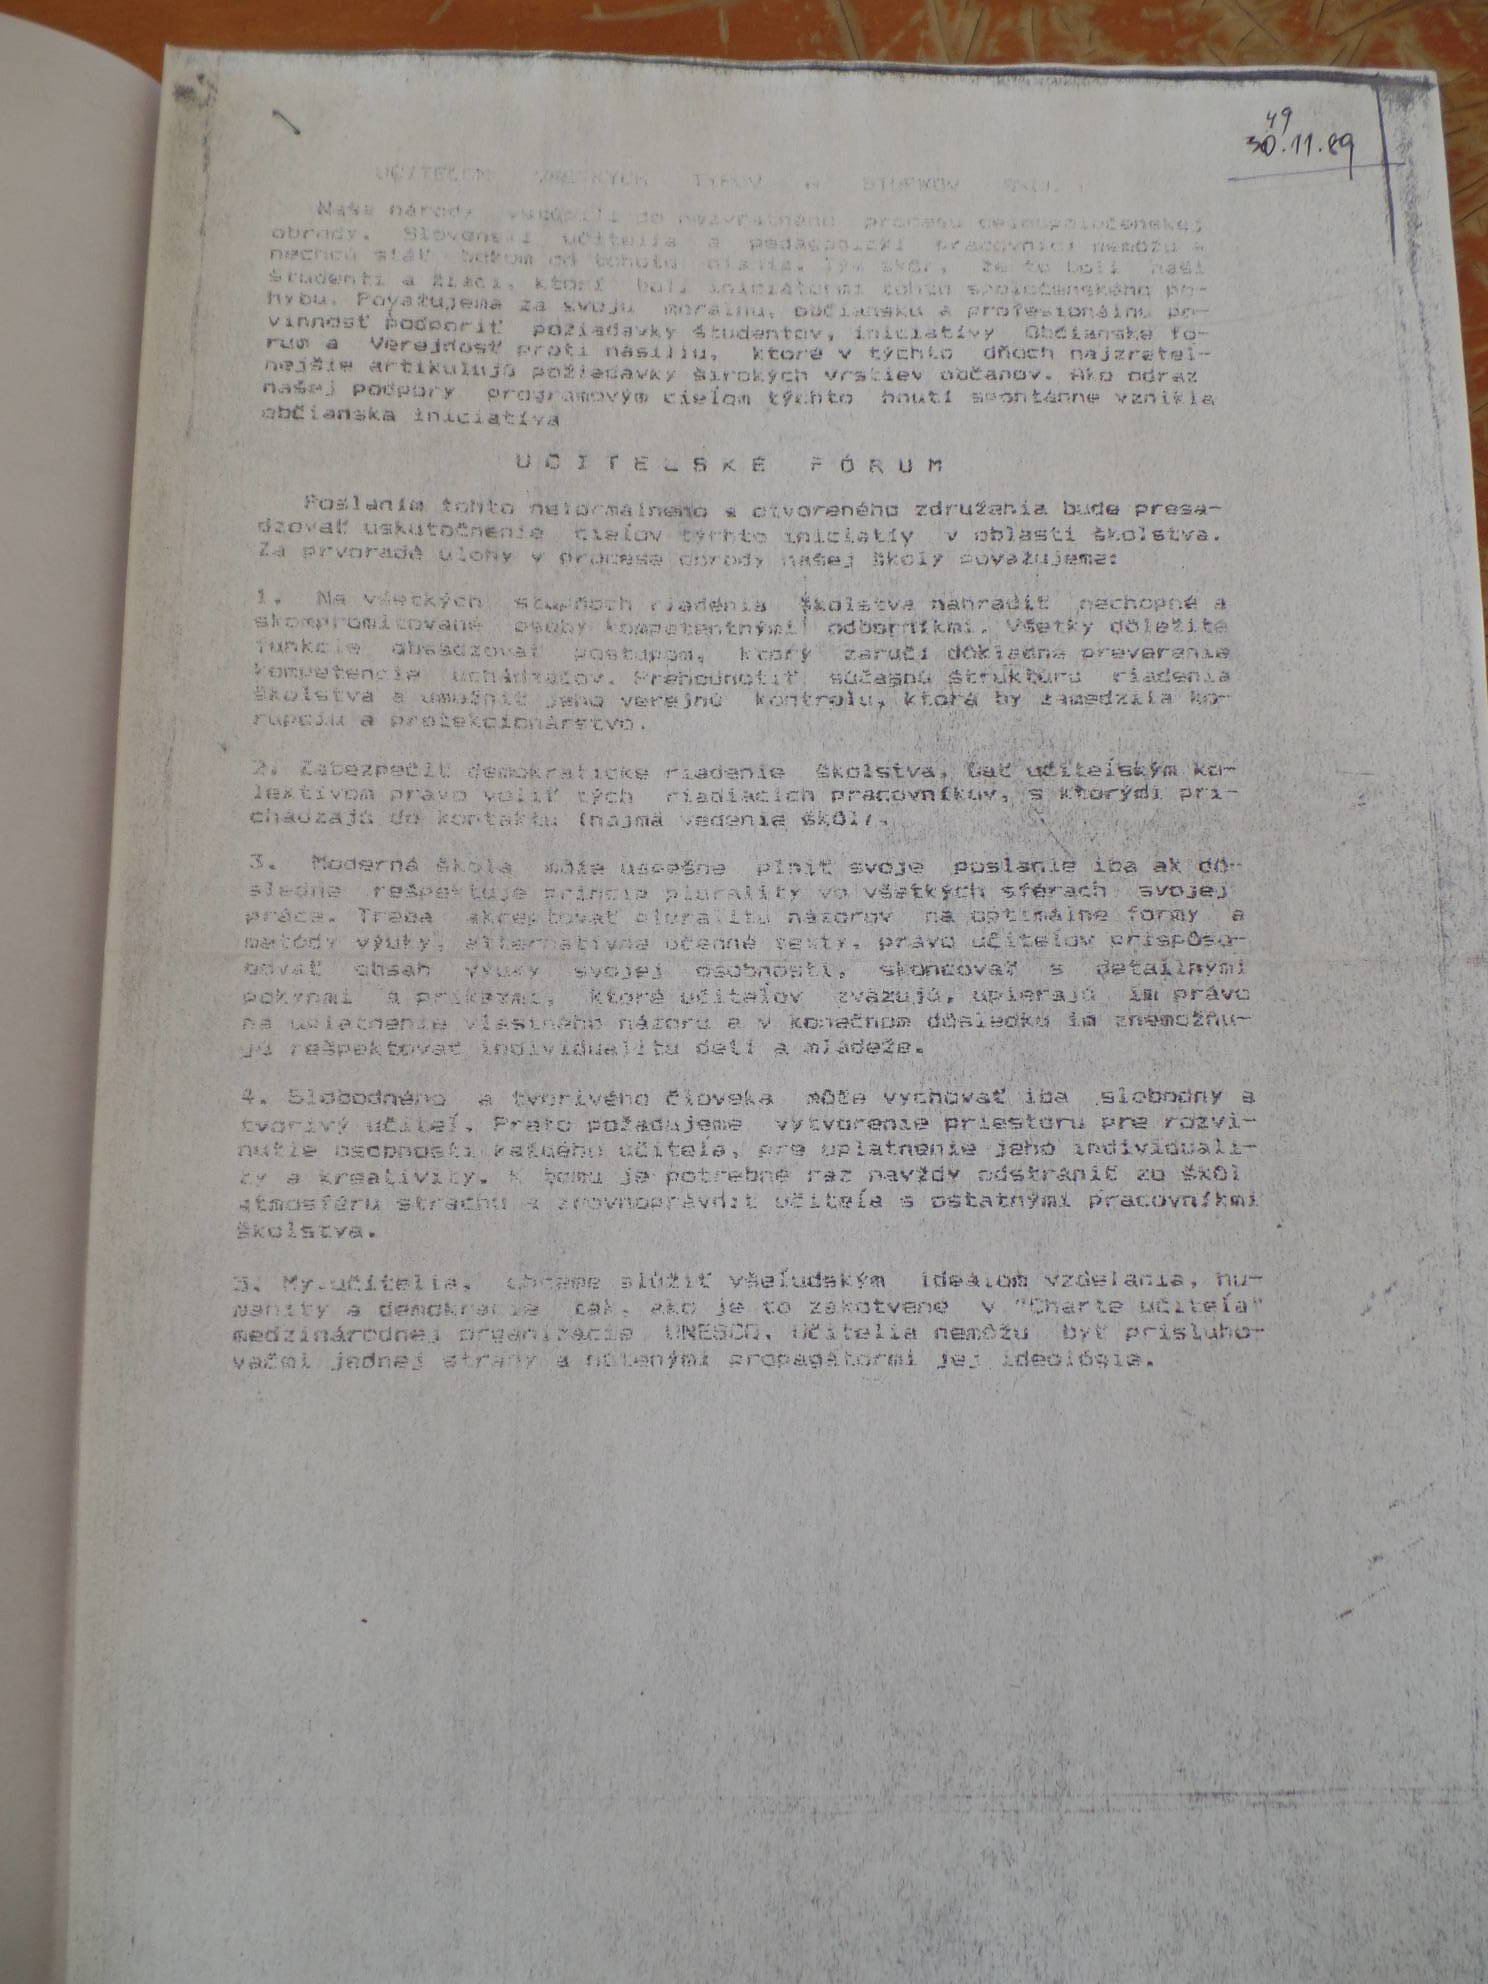 49
30.11.89
UČITEĽOM VŠETKÝCH TYPOV A STUPŇOV
Naše národy vstúpili do nezvratného procesu celospoločenskej
obrody. Slovenskí učitelia a pedagogickí pracovníci nemôžu a
nechcú stáť bokom od tohoto diania. Tým skôr, že to boli naši
študenti a žiaci, ktorí boli iniciátormi tohto spoločenského po-
hybu. Považujeme za svoju morálnu, občiansku a profesionálnu po-
vinnosť podporiť požiadavky študentov, iniciatívy Občianske fó-
rum a Verejnosť proti násiliu, ktoré v týchto dňoch najzreteľ-
nejšie artikulujú požiadavky širokých vrstiev občanov. Ako odraz
našej podpory programovým cieľom týchto hnutí spontánne vznikla
občianska iniciatíva
U Č I T E Ľ S K É F Ó R U M
Poslaním tohto neformálneho a otvoreného združenia bude presa-
dzovať uskutočnenie cieľov týchto iniciatív v oblasti školstva.
Za prvoradé úlohy v procese obrody našej školy považujeme:
1. Na všetkých stupňoch riadenia školstva nahradiť neschopné a
skompromitované osoby kompetentnými odborníkmi. Všetky dôležité
funkcie obsadzovať postupom, ktorý zaručí dôkladné preverenie
kompetencie uchádzačov. Prehodnotiť súčasnú štruktúru riadenia
školstva a umožniť jeho verejnú kontrolu, ktorá by zamedzila ko-
rupciu a protekcionárstvo.
2. Zabezpečiť demokratické riadenie školstva, dať učiteľským ko-
lektívom právo voliť tých riadiacich pracovníkov, s ktorými pri-
chádzajú do kontaktu (najmä vedenie škôl).
3. Moderná škola môže úspešne plniť svoje poslanie iba ak dô-
sledne rešpektuje princíp plurality vo všetkých sférach svojej
práce. Treba akceptovať pluralitu názorov na optimálne formy a
metódy výuky, alternatívne učebné texty, právo učiteľov prispôso-
bovať obsah výuky svojej osobnosti, skoncovať s detailnými
pokynmi a príkazmi, ktoré učiteľov zväzujú, upierajú im právo
na uplatnenie vlastného názoru a v konečnom dôsledku im znemožňu-
jú rešpektovať individualitu detí a mládeže.
4. Slobodného a tvorivého človeka môže vychovať iba slobodný a
tvorivý učiteľ. Preto požadujeme vytvorenie priestoru pre rozvi-
nutie osobnosti každého učiteľa, pre uplatnenie jeho individuali-
ty a kreativity. K tomu je potrebné raz navždy odstrániť zo škôl
atmosféru strachu a zrovnoprávniť učiteľa s ostatnými pracovníkmi
školstva.
5. My,učitelia, chceme slúžiť všeľudským ideálom vzdelania, hu-
manity a demokracie tak, ako je to zakotvené v "Charte učiteľa"
medzinárodnej organizácie UNESCO. Učitelia nemôžu byť prisluho-
vačmi jednej strany a nútenými propagátormi jej ideológie.